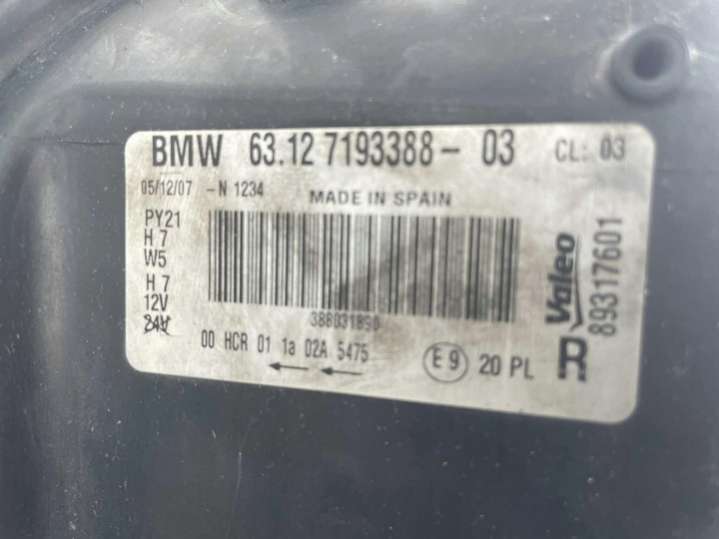 BMW 63.12 7193388 - 03 CL: 03
05/12/07 - N 1234
MADE IN SPAIN
PY21
H 7
W5
H 7
12V
24V
388031890
00 HCR 01 1a 02A 5475
E 9 20 PL
Valeo
89317601
R